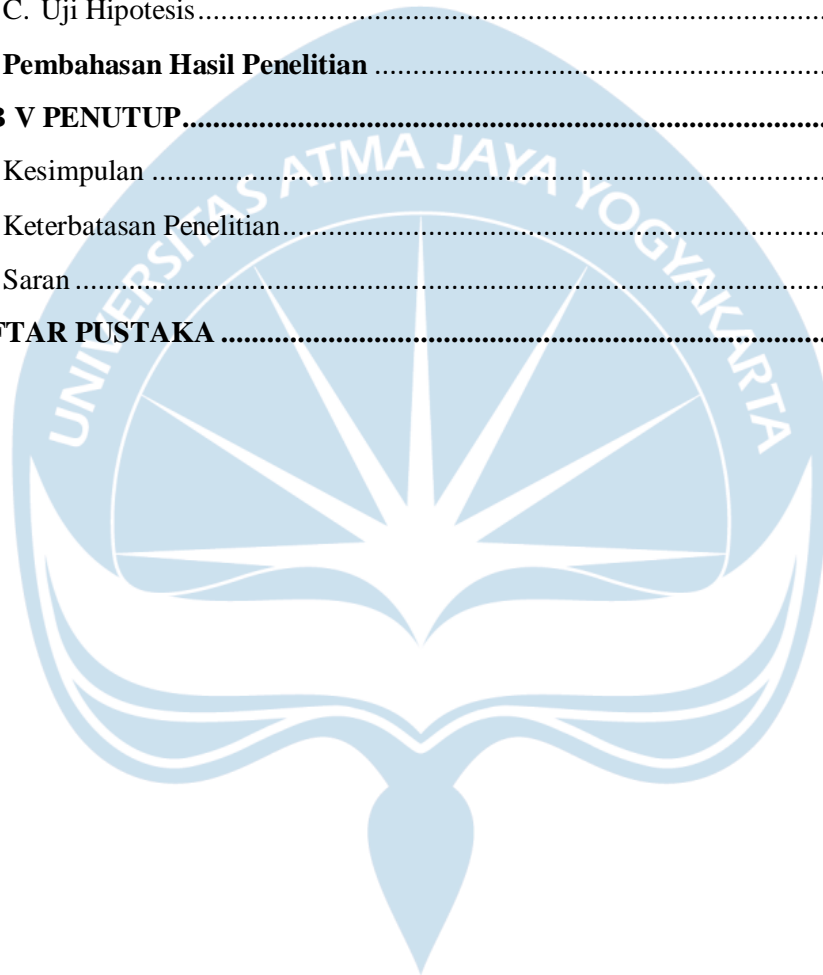 C. Uji Hipotesis
Pembahasan Hasil Penelitian
B V PENUTUP
Kesimpulan
Keterbatasan Penelitian
Saran
FTAR PUSTAKA
UNIVERSITAS ATMA JAYA YOGYAKARTA